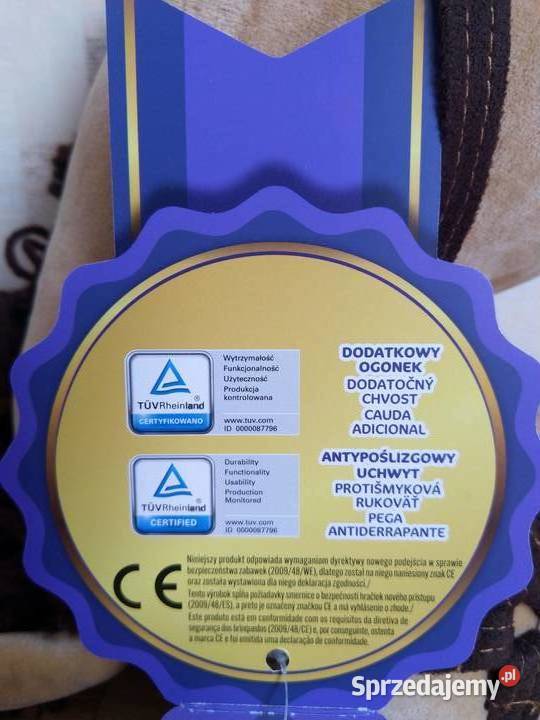 TÜVRheinland®
CERTYFIKOWANO
Wytrzymałość
Funkcjonalność
Użyteczność
Produkcja
kontrolowana
www.tuv.com
ID 0000087796
DODATKOWY
OGONEK
DODATOČNÝ
CHVOST
CAUDA
ADICIONAL
TÜVRheinland®
CERTIFIED
Durability
Functionality
Usability
Production
Monitored
www.tuv.com
ID 0000087796
ANTYPOŚLIZGOWY
UCHWYT
PROTIŠMYKOVÁ
RUKOVÄŤ
PEGA
ANTIDERRAPANTE
CE
Niniejszy produkt odpowiada wymaganiom dyrektywy nowego podejścia w sprawie
bezpieczeństwa zabawek (2009/48/WE), dlatego został na niego naniesiony znak CE
oraz została wystawiona dla niego deklaracja zgodności./
Tento výrobok spĺňa požiadavky smernice o bezpečnosti hračiek nového prístupu
(2009/48/ES), a preto je označený značkou CE a má vyhlásenie o zhode./
Este produto está em conformidade com os requisitos da diretiva de
segurança dos brinquedos (2009/48/CE) e, por conseguinte, ostenta
a marca CE e foi emitida uma declaração de conformidade.
Sprzedajemy.pl